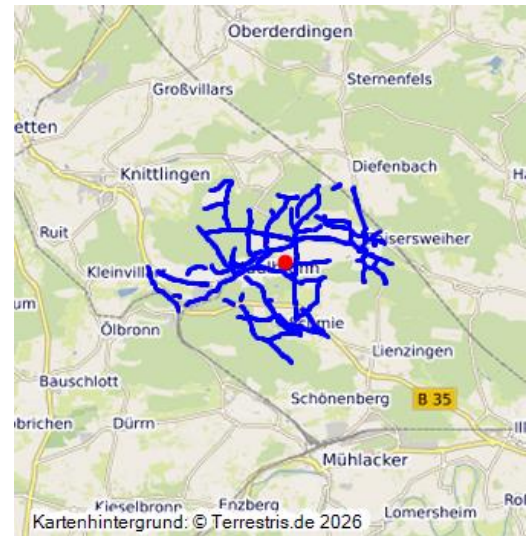 Oberderdingen
Sternenfels
Großvillars
etten
Diefenbach
Knittlingen
Ruit
Kleinvillar
Ölbronn
Lienzingen
Bauschlott
Schönenberg
B 35
Dürrn
Mühlacker
Kieselbronn
Enzberg
Lomersheim
Kartenhintergrund: © Terrestris.de 2026